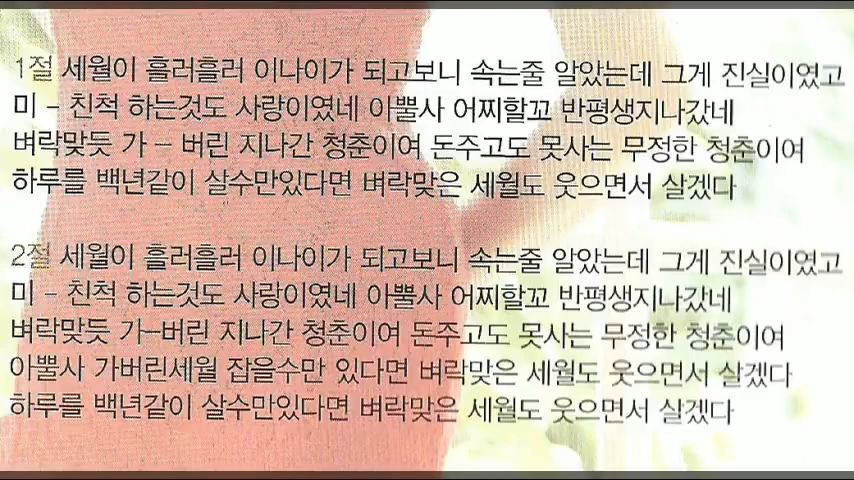 1절 세월이 흘러흘러 이나이가 되고보니 속는줄 알았는데 그게 진실이였고
미 - 친척 하는것도 사랑이였네 아뿔사 어찌할꼬 반평생지나갔네
벼락맞듯 가 - 버린 지나간 청춘이여 돈주고도 못사는 무정한 청춘이여
하루를 백년같이 살수만있다면 벼락맞은 세월도 웃으면서 살겠다
2절 세월이 흘러흘러 이나이가 되고보니 속는줄 알았는데 그게 진실이였고
미 - 친척 하는것도 사랑이였네 아뿔사 어찌할꼬 반평생지나갔네
벼락맞듯 가-버린 지나간 청춘이여 돈주고도 못사는 무정한 청춘이여
아뿔사 가버린세월 잡을수만 있다면 벼락맞은 세월도 웃으면서 살겠다
하루를 백년같이 살수만있다면 벼락맞은 세월도 웃으면서 살겠다